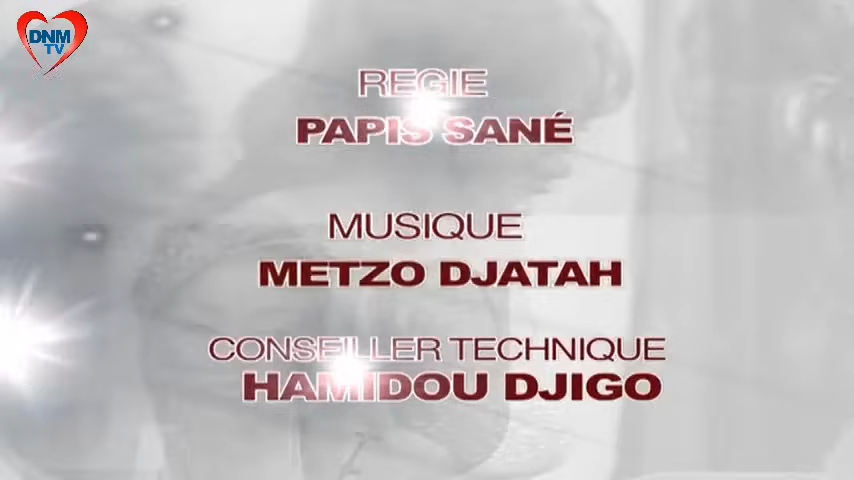 DNM
TV
REGIE
PAPIS SANÉ
MUSIQUE
METZO DJATAH
CONSEILLER TECHNIQUE
HAMIDOU DJIGO